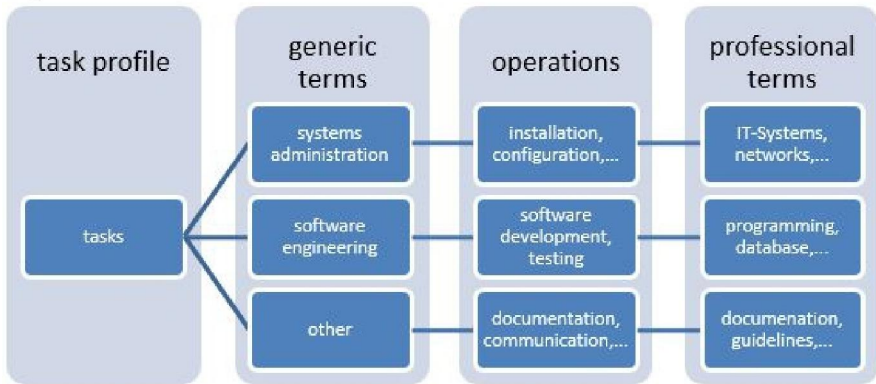 task profile
generic
terms
operations
professional
terms
tasks
systems
administration
installation,
configuration,...
IT-Systems,
networks,...
software
engineering
software
development,
testing
programming,
database,...
other
documentation,
communication,...
documenation,
guidelines,...